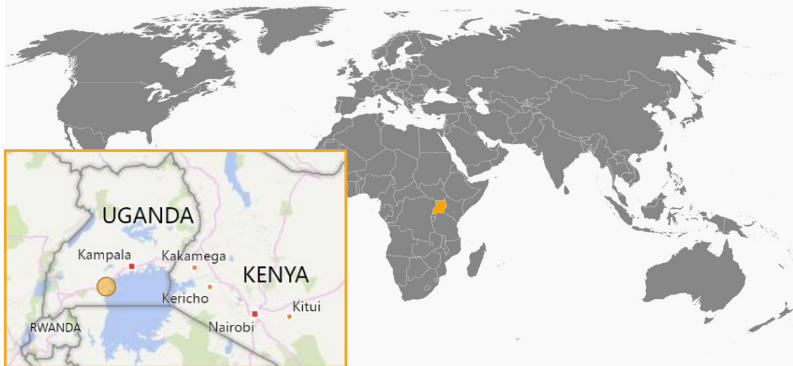 UGANDA
Kampala
Kakamega
KENYA
Kericho
Kitui
RWANDA
Nairobi